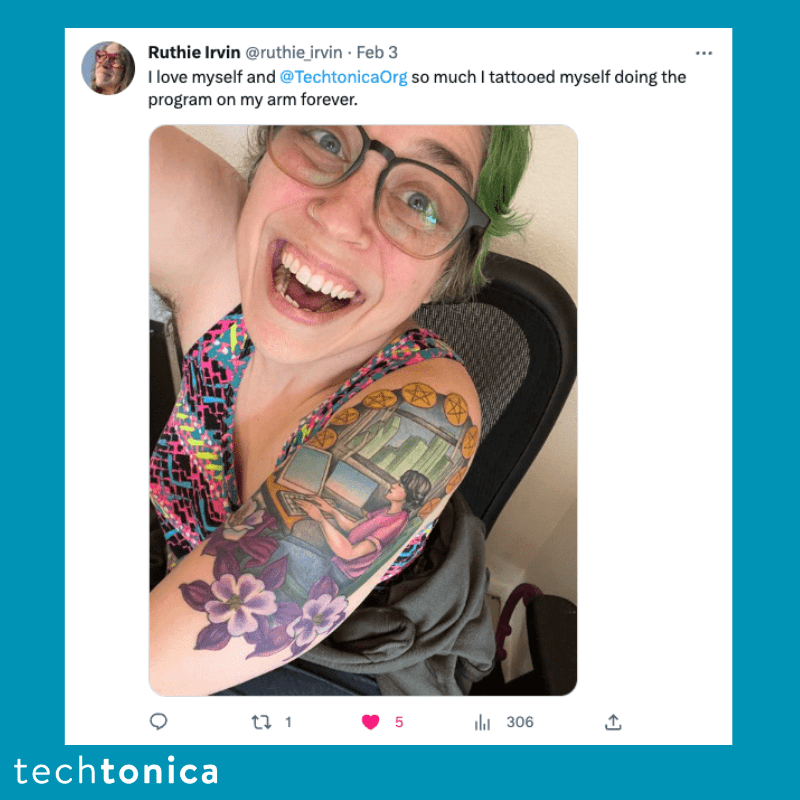 Ruthie Irvin @ruthie_irvin · Feb 3
I love myself and @TechtonicaOrg so much I tattooed myself doing the
program on my arm forever.
1 5 306
techtonica